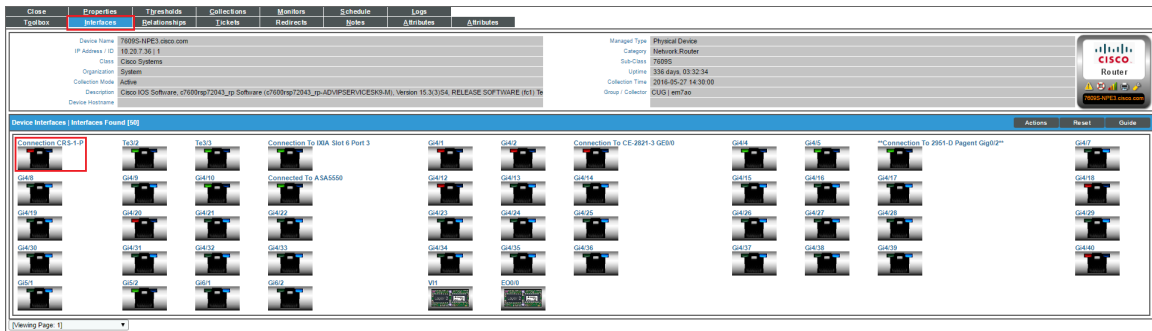 Close Properties Thresholds Collections Monitors Schedule Logs
Toolbox Interfaces Relationships Tickets Redirects Notes Attributes Attributes
Device Name 7609S-NPE3.cisco.com Managed Type Physical Device
IP Address / ID 10.20.7.36 | 1 Category Network.Router
Class Cisco Systems Sub-Class 7609S
Organization System Uptime 336 days, 03:32:34
Collection Mode Active Collection Time 2016-05-27 14:30:00
Description Cisco IOS Software, c7600rsp72043_rp Software (c7600rsp72043_rp-ADVIPSERVICESK9-M), Version 15.3(3)S4, RELEASE SOFTWARE (fc1) Te Group / Collector CUG | em7ao
Device Hostname
CISCO
Router
7609S-NPE3.cisco.com
Device Interfaces | Interfaces Found [50] Actions Reset Guide
Connection CRS-1-P Te3/2 Te3/3 Connection To IXIA Slot 6 Port 3 Gi4/1 Gi4/2 Connection To CE-2821-3 GE0/0 Gi4/4 Gi4/5 **Connection To 2951-D Pagent Gig0/2** Gi4/7
Gi4/8 Gi4/9 Gi4/10 Connected To ASA5550 Gi4/12 Gi4/13 Gi4/14 Gi4/15 Gi4/16 Gi4/17 Gi4/18
Gi4/19 Gi4/20 Gi4/21 Gi4/22 Gi4/23 Gi4/24 Gi4/25 Gi4/26 Gi4/27 Gi4/28 Gi4/29
Gi4/30 Gi4/31 Gi4/32 Gi4/33 Gi4/34 Gi4/35 Gi4/36 Gi4/37 Gi4/38 Gi4/39 Gi4/40
Gi5/1 Gi5/2 Gi6/1 Gi6/2 Vl1 EO0/0
[Viewing Page: 1]